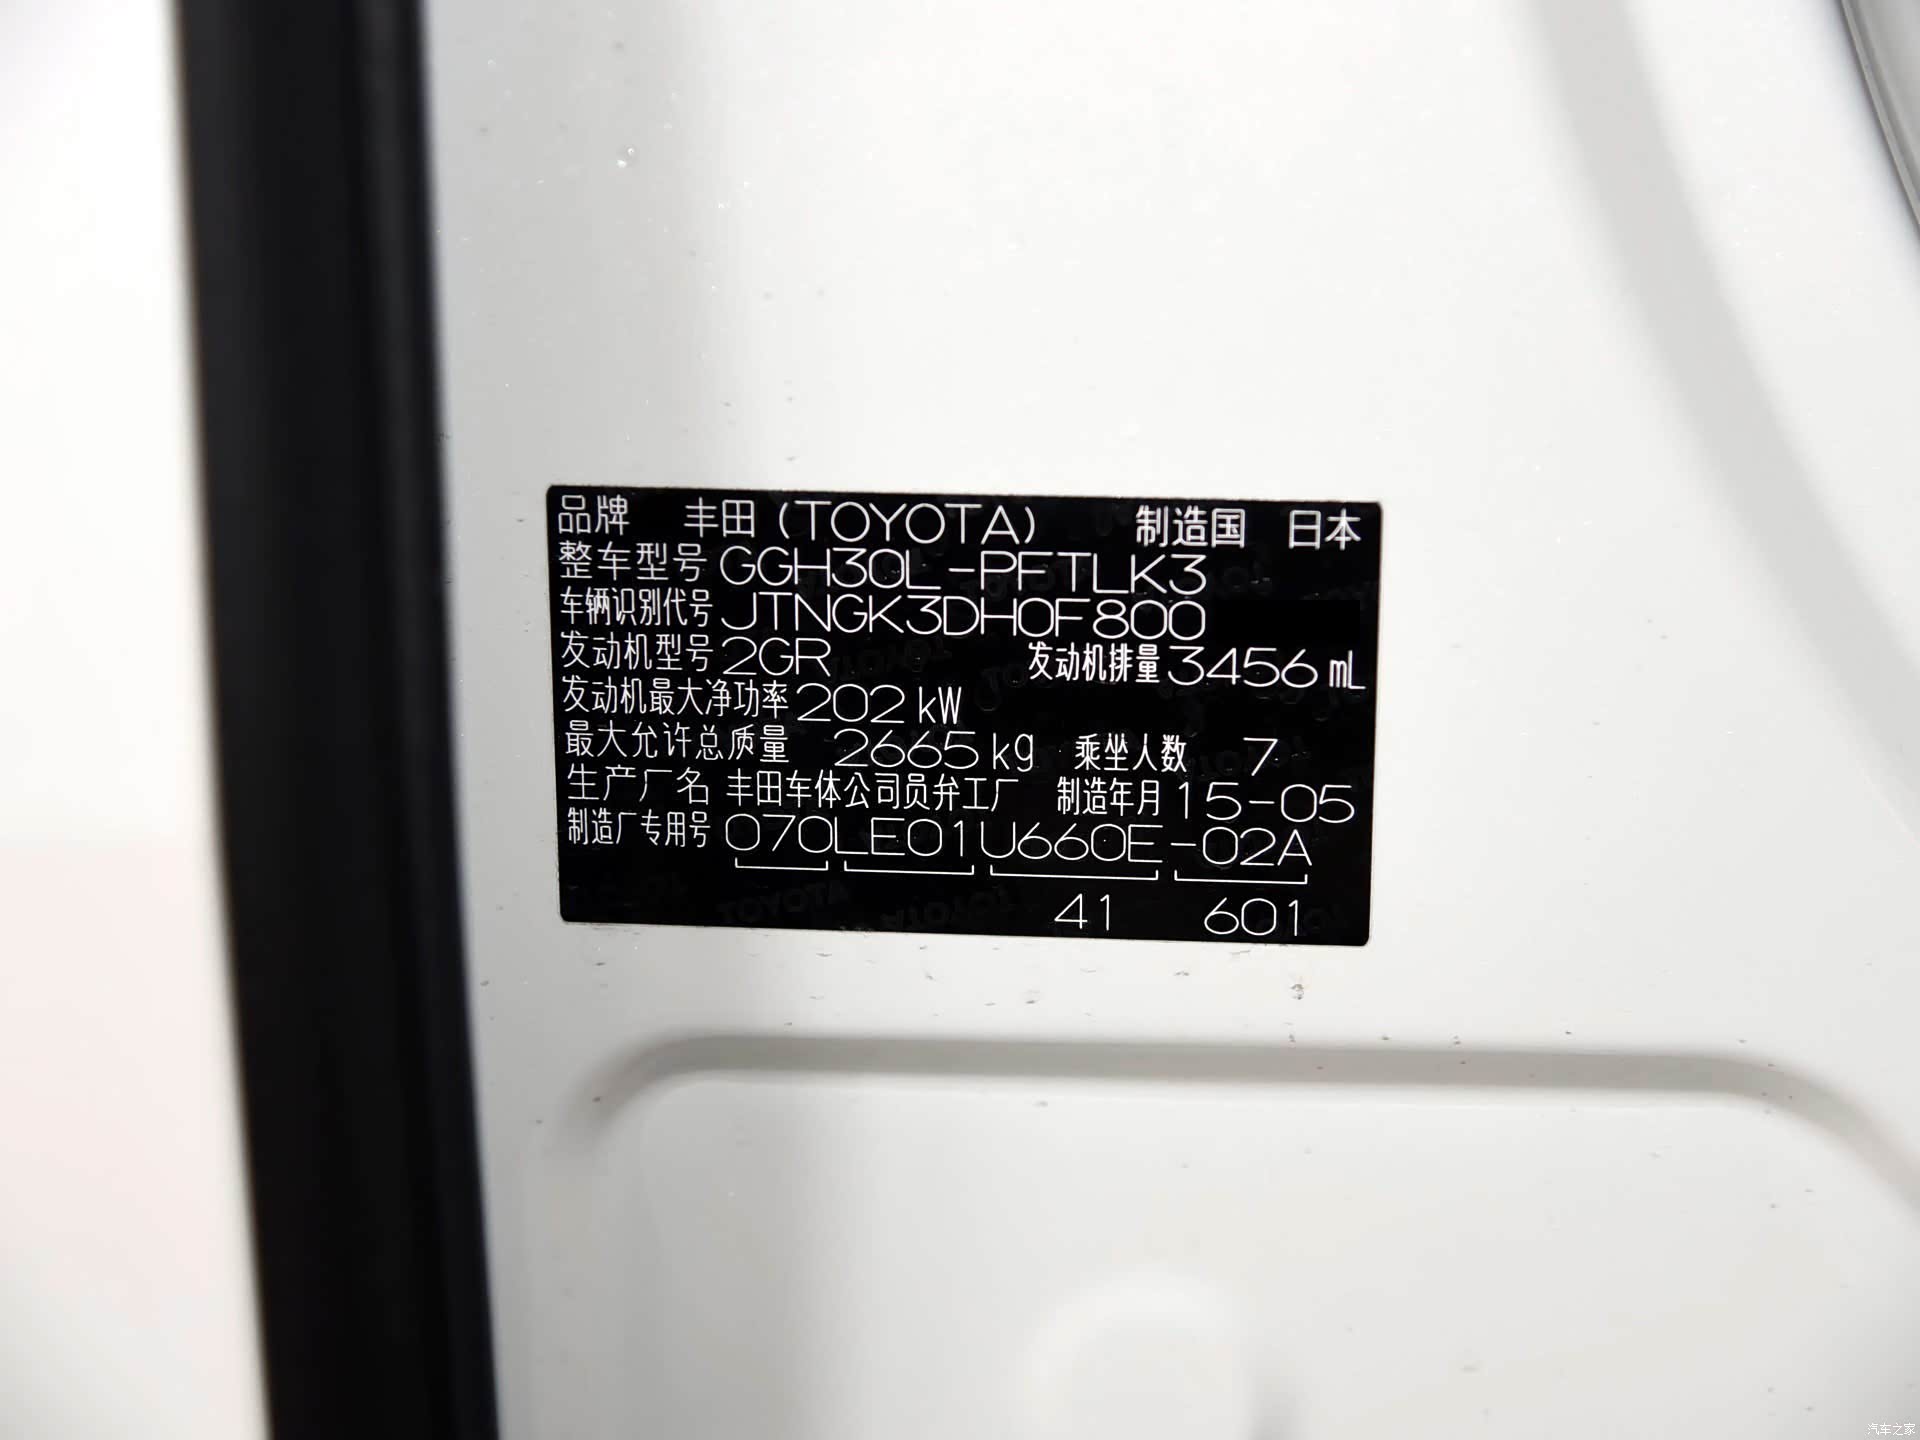 品牌 丰田 (TOYOTA) 制造国 日本
整车型号 GGH30L-PFTLK3
车辆识别代号 JTNGK3DH0F800
发动机型号 2GR 发动机排量 3456 mL
发动机最大净功率 202 kW
最大允许总质量 2665 kg 乘坐人数 7
生产厂名 丰田车体公司员弁工厂 制造年月 15-05
制造厂专用号 070LE01U660E-02A
41 601
TOYOTA
汽车之家